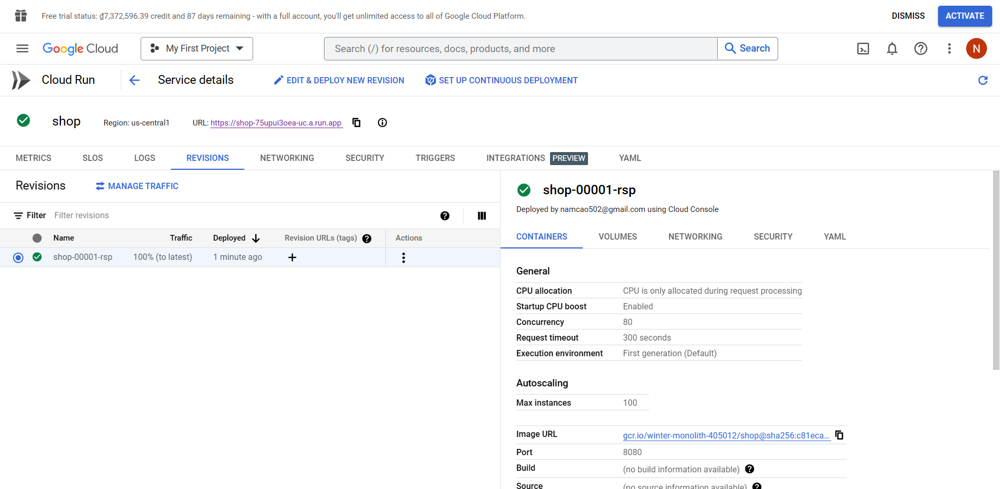 Free trial status: ₫7,372,596.39 credit and 87 days remaining - with a full account, you'll get unlimited access to all of Google Cloud Platform.
DISMISS
ACTIVATE
Google Cloud
My First Project
Search (/) for resources, docs, products, and more
Search
N
Cloud Run
Service details
EDIT & DEPLOY NEW REVISION
SET UP CONTINUOUS DEPLOYMENT
shop
Region: us-central1
URL: https://shop-75upui3oea-uc.a.run.app
METRICS
SLOS
LOGS
REVISIONS
NETWORKING
SECURITY
TRIGGERS
INTEGRATIONS PREVIEW
YAML
Revisions
MANAGE TRAFFIC
Filter Filter revisions
Name Traffic Deployed Revision URLs (tags) Actions
shop-00001-rsp 100% (to latest) 1 minute ago
shop-00001-rsp
Deployed by namcao502@gmail.com using Cloud Console
CONTAINERS
VOLUMES
NETWORKING
SECURITY
YAML
General
CPU allocation CPU is only allocated during request processing
Startup CPU boost Enabled
Concurrency 80
Request timeout 300 seconds
Execution environment First generation (Default)
Autoscaling
Max instances 100
Image URL gcr.io/winter-monolith-405012/shop@sha256:c81eca...
Port 8080
Build (no build information available)
Source (no source information available)